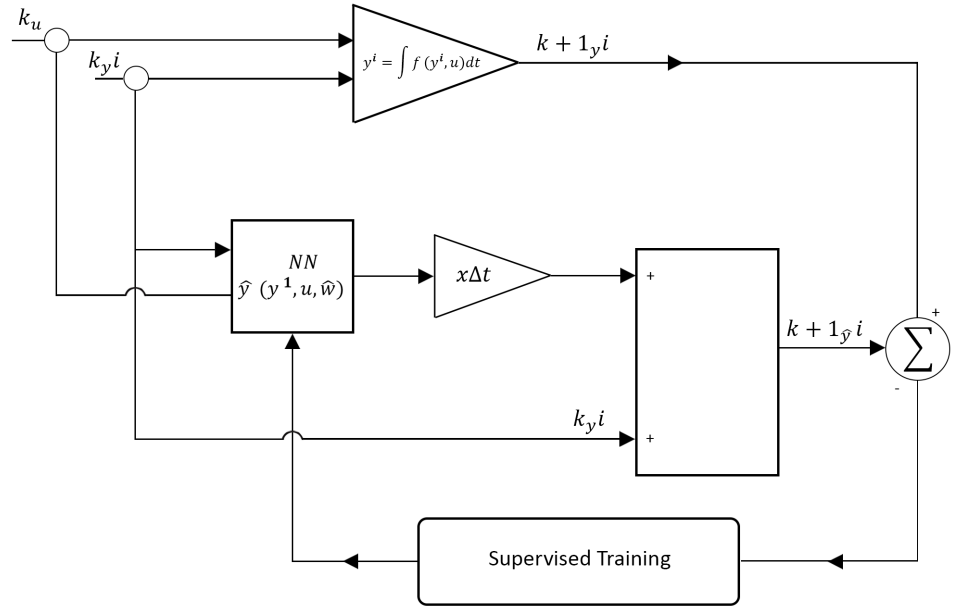 k_u
k_y i
y^i = ∫ f (y^i, u)dt
k + 1_y i
NN
ŷ (y^1, u, ŵ)
xΔt
+
k + 1_ŷ i
+
Σ
-
k_y i
+
Supervised Training